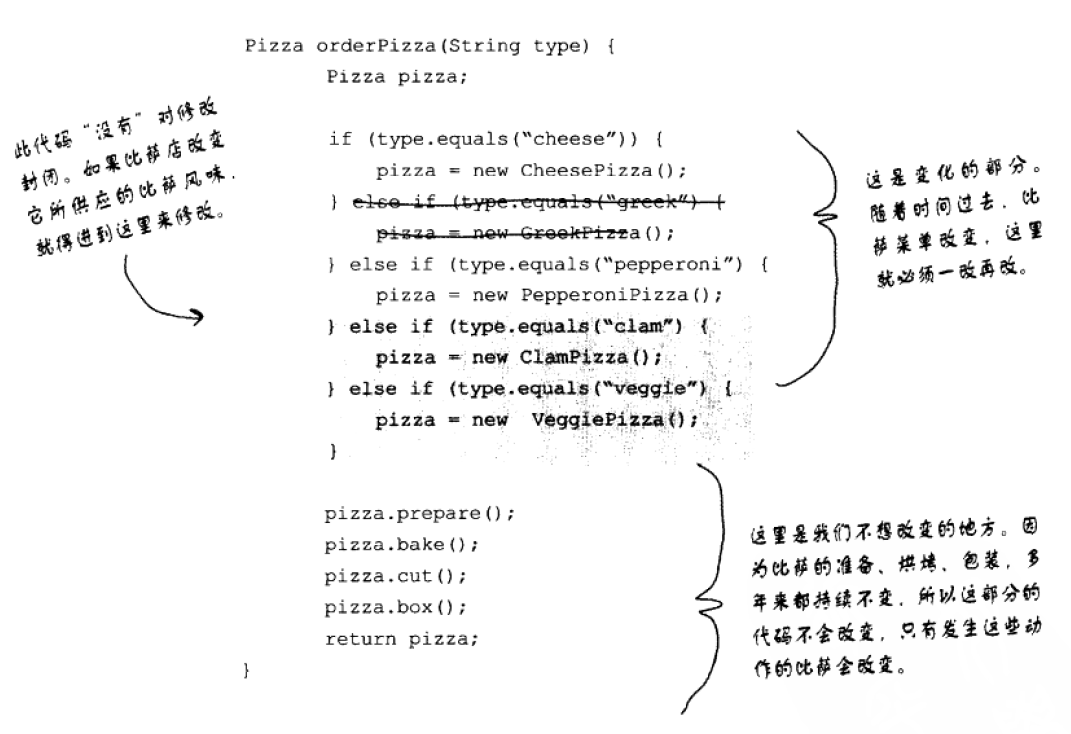 Pizza orderPizza(String type) {
Pizza pizza;
此代码“没有”对修改
封闭。如果比萨店改变
它所供应的比萨风味，
就得进到这里来修改。
if (type.equals(“cheese”)) {
pizza = new CheesePizza();
} else if (type.equals(“greek”) {
pizza = new GreekPizza();
} else if (type.equals(“pepperoni”) {
pizza = new PepperoniPizza();
} else if (type.equals(“clam”) {
pizza = new ClamPizza();
} else if (type.equals(“veggie”) {
pizza = new VeggiePizza();
}
这是变化的部分。
随着时间过去，比
萨菜单改变，这里
就必须一改再改。
pizza.prepare();
pizza.bake();
pizza.cut();
pizza.box();
return pizza;
}
这里是我们不想改变的地方。因
为比萨的准备、烘烤、包装，多
年来都持续不变，所以这部分的
代码不会改变，只有发生这些动
作的比萨会改变。